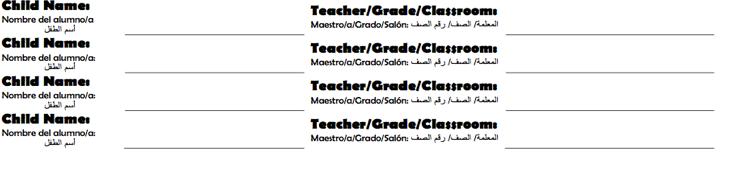 Child Name: Teacher/Grade/Classroom:
Nombre del alumno/a Maestro/a/Grado/Salón: المعلمة/ الصف/ رقم الصف
أسم الطفل
Child Name: Teacher/Grade/Classroom:
Nombre del alumno/a: Maestro/a/Grado/Salón: المعلمة/ الصف/ رقم الصف
أسم الطفل
Child Name: Teacher/Grade/Classroom:
Nombre del alumno/a: Maestro/a/Grado/Salón: المعلمة/ الصف/ رقم الصف
أسم الطفل
Child Name: Teacher/Grade/Classroom:
Nombre del alumno/a: Maestro/a/Grado/Salón: المعلمة/ الصف/ رقم الصف
أسم الطفل